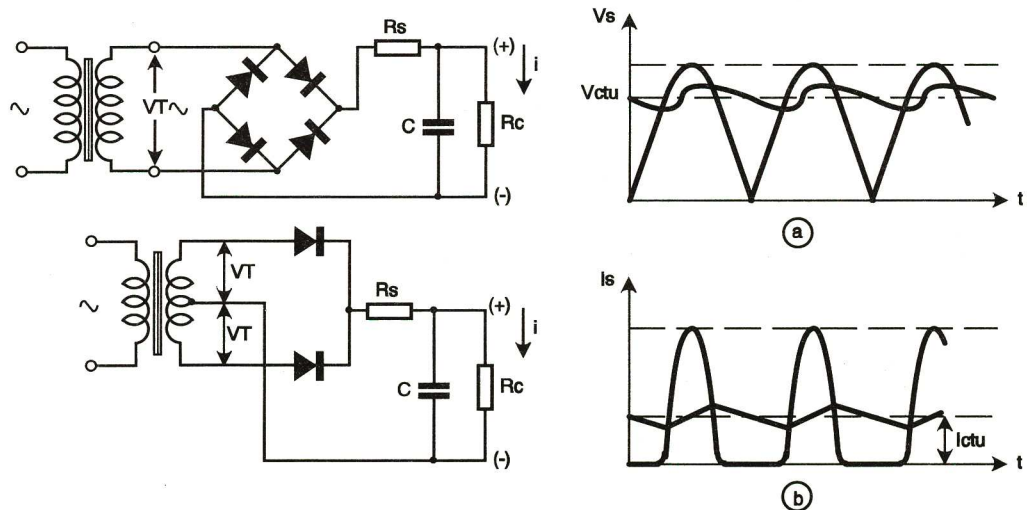 Rs
(+)
i
VT
C
Rc
(-)
VT
VT
Rs
(+)
i
C
Rc
(-)
Vs
Vctu
t
a
Is
Ictu
t
b